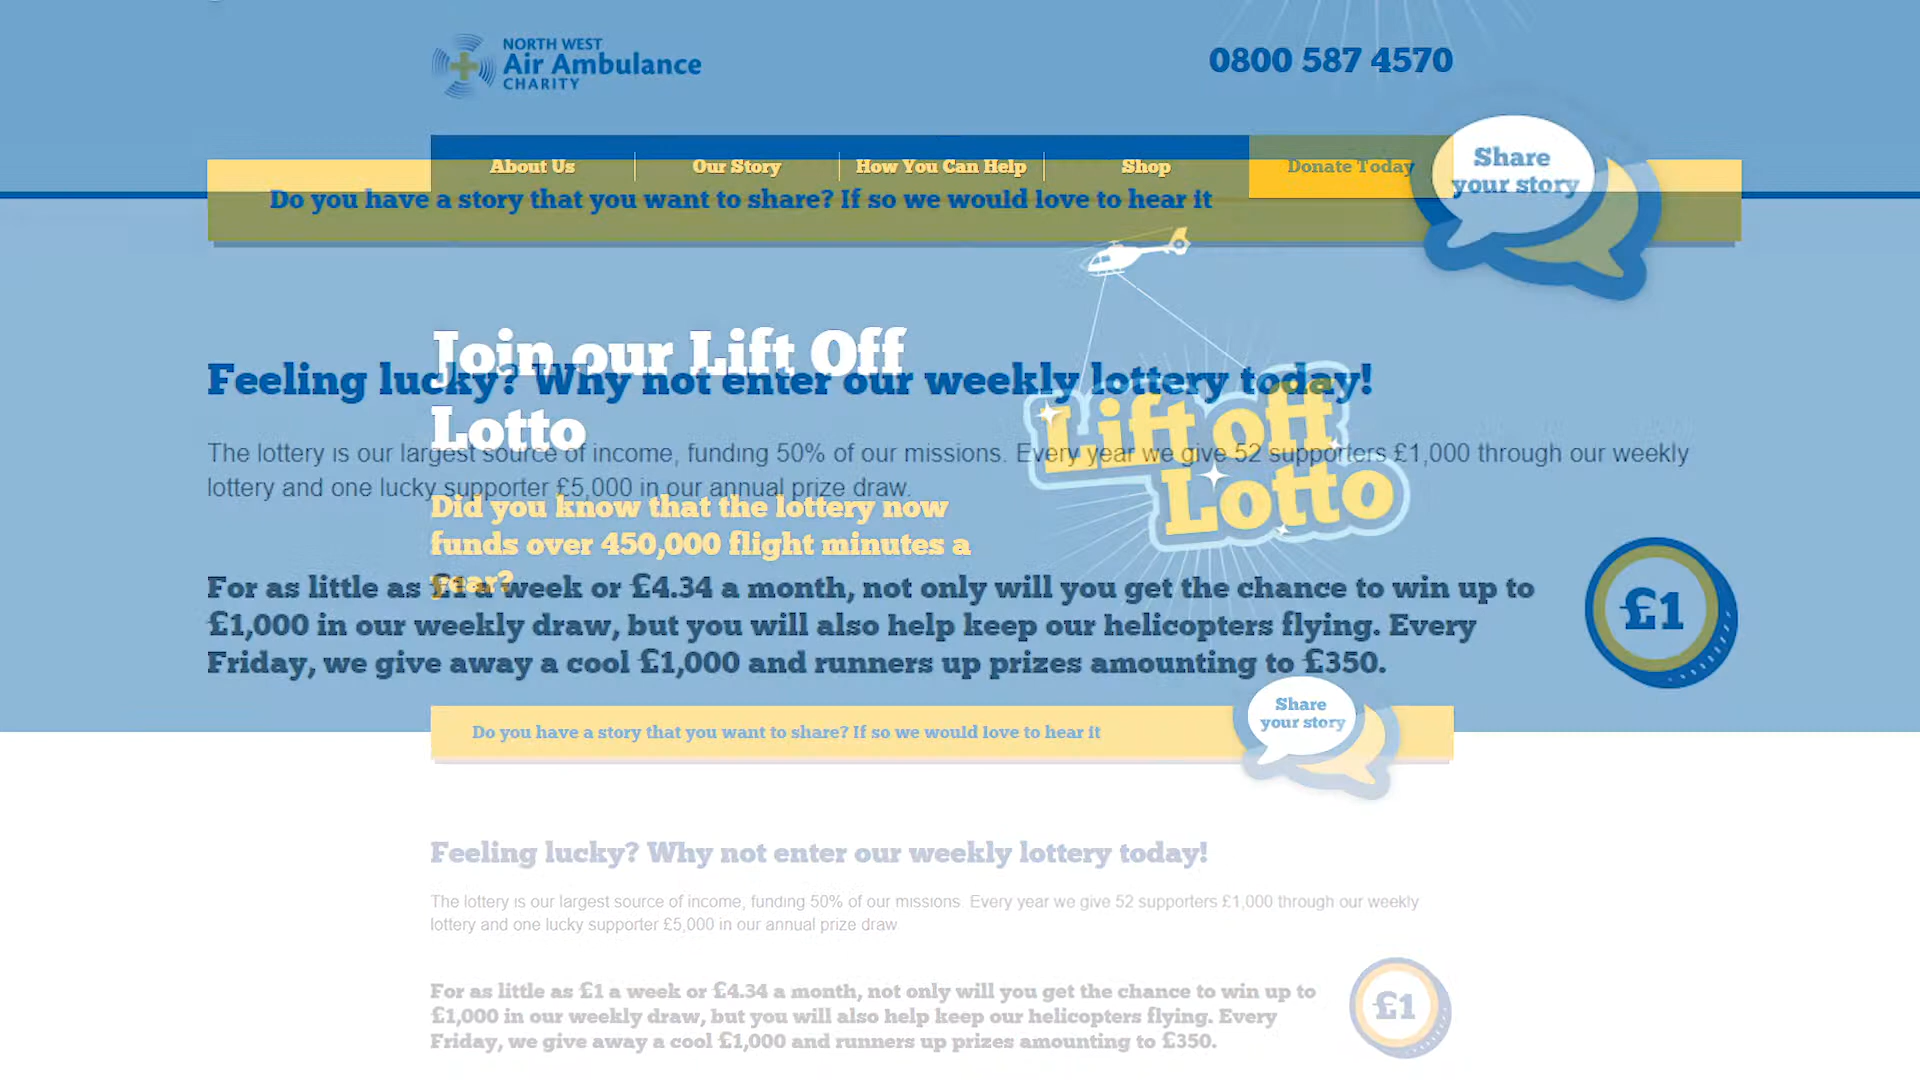 NORTH WEST
Air Ambulance
CHARITY
0800 587 4570
About Us
Our Story
How You Can Help
Shop
Donate Today
Share
your story
Do you have a story that you want to share? If so we would love to hear it
Join our Lift Off
Lotto
Feeling lucky? Why not enter our weekly lottery today!
Lift off
Lotto
The lottery is our largest source of income, funding 50% of our missions. Every year we give 52 supporters £1,000 through our weekly
lottery and one lucky supporter £5,000 in our annual prize draw.
Did you know that the lottery now
funds over 450,000 flight minutes a
year?
For as little as £1 a week or £4.34 a month, not only will you get the chance to win up to
£1,000 in our weekly draw, but you will also help keep our helicopters flying. Every
Friday, we give away a cool £1,000 and runners up prizes amounting to £350.
£1
Do you have a story that you want to share? If so we would love to hear it
Share
your story
Feeling lucky? Why not enter our weekly lottery today!
The lottery is our largest source of income, funding 50% of our missions. Every year we give 52 supporters £1,000 through our weekly
lottery and one lucky supporter £5,000 in our annual prize draw
For as little as £1 a week or £4.34 a month, not only will you get the chance to win up to
£1,000 in our weekly draw, but you will also help keep our helicopters flying. Every
Friday, we give away a cool £1,000 and runners up prizes amounting to £350.
£1